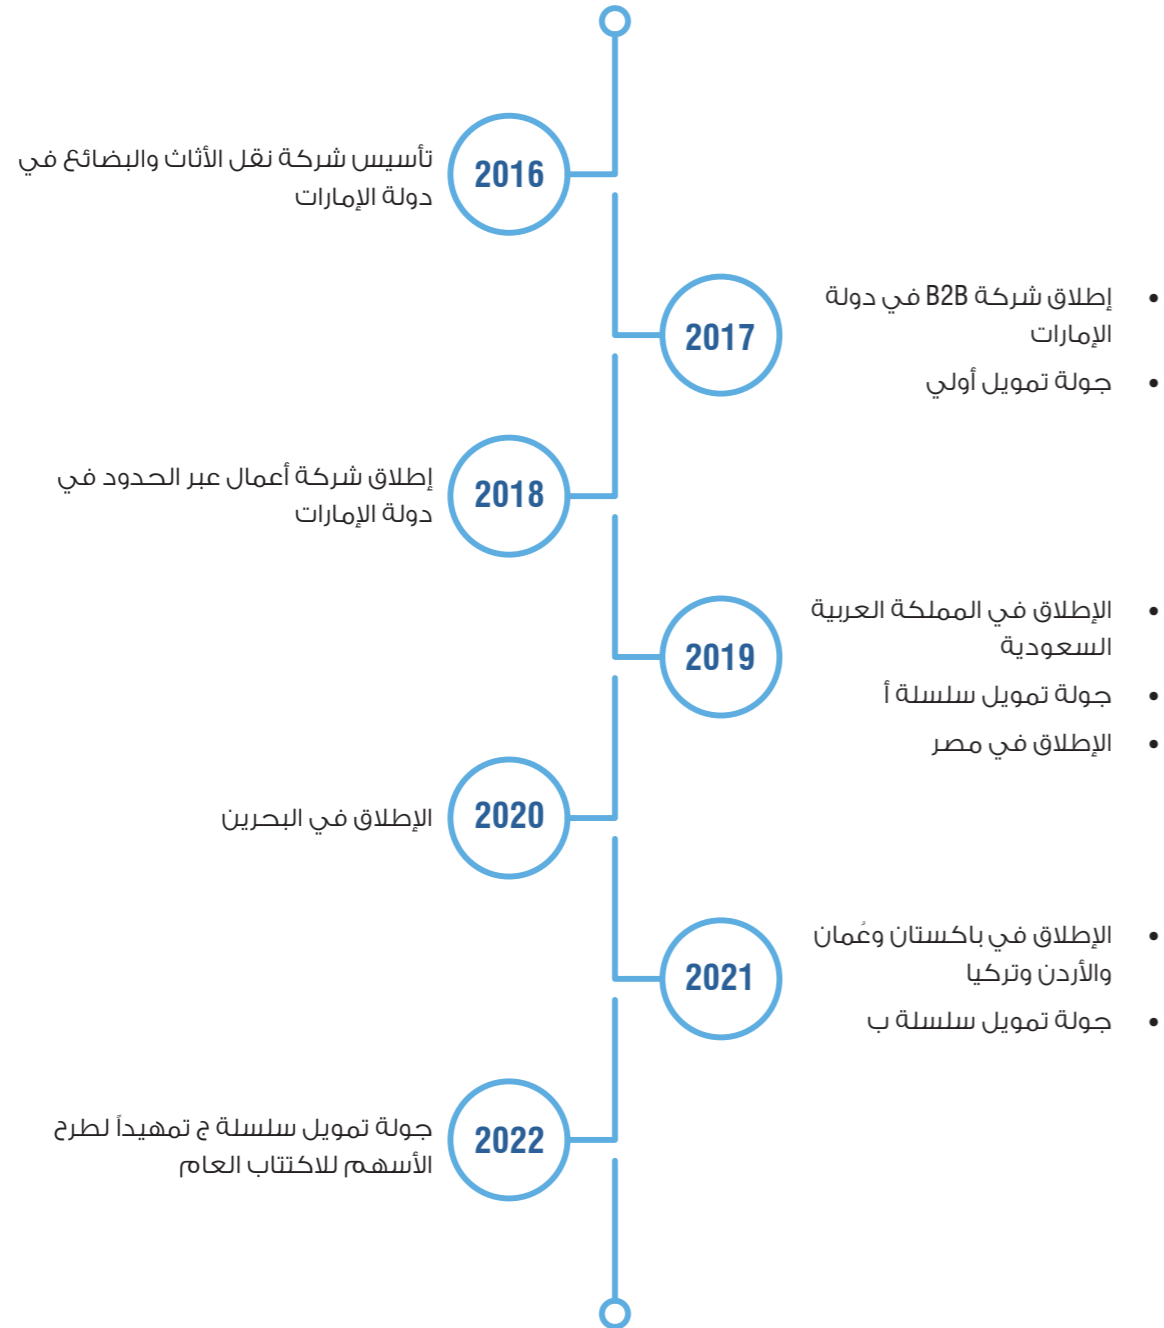 2016
تأسيس شركة نقل الأثاث والبضائع في
دولة الإمارات
2017
• إطلاق شركة B2B في دولة
الإمارات
• جولة تمويل أولي
2018
إطلاق شركة أعمال عبر الحدود في
دولة الإمارات
2019
• الإطلاق في المملكة العربية
السعودية
• جولة تمويل سلسلة أ
• الإطلاق في مصر
2020
الإطلاق في البحرين
2021
• الإطلاق في باكستان وعُمان
والأردن وتركيا
• جولة تمويل سلسلة ب
2022
جولة تمويل سلسلة ج تمهيداً لطرح
الأسهم للاكتتاب العام